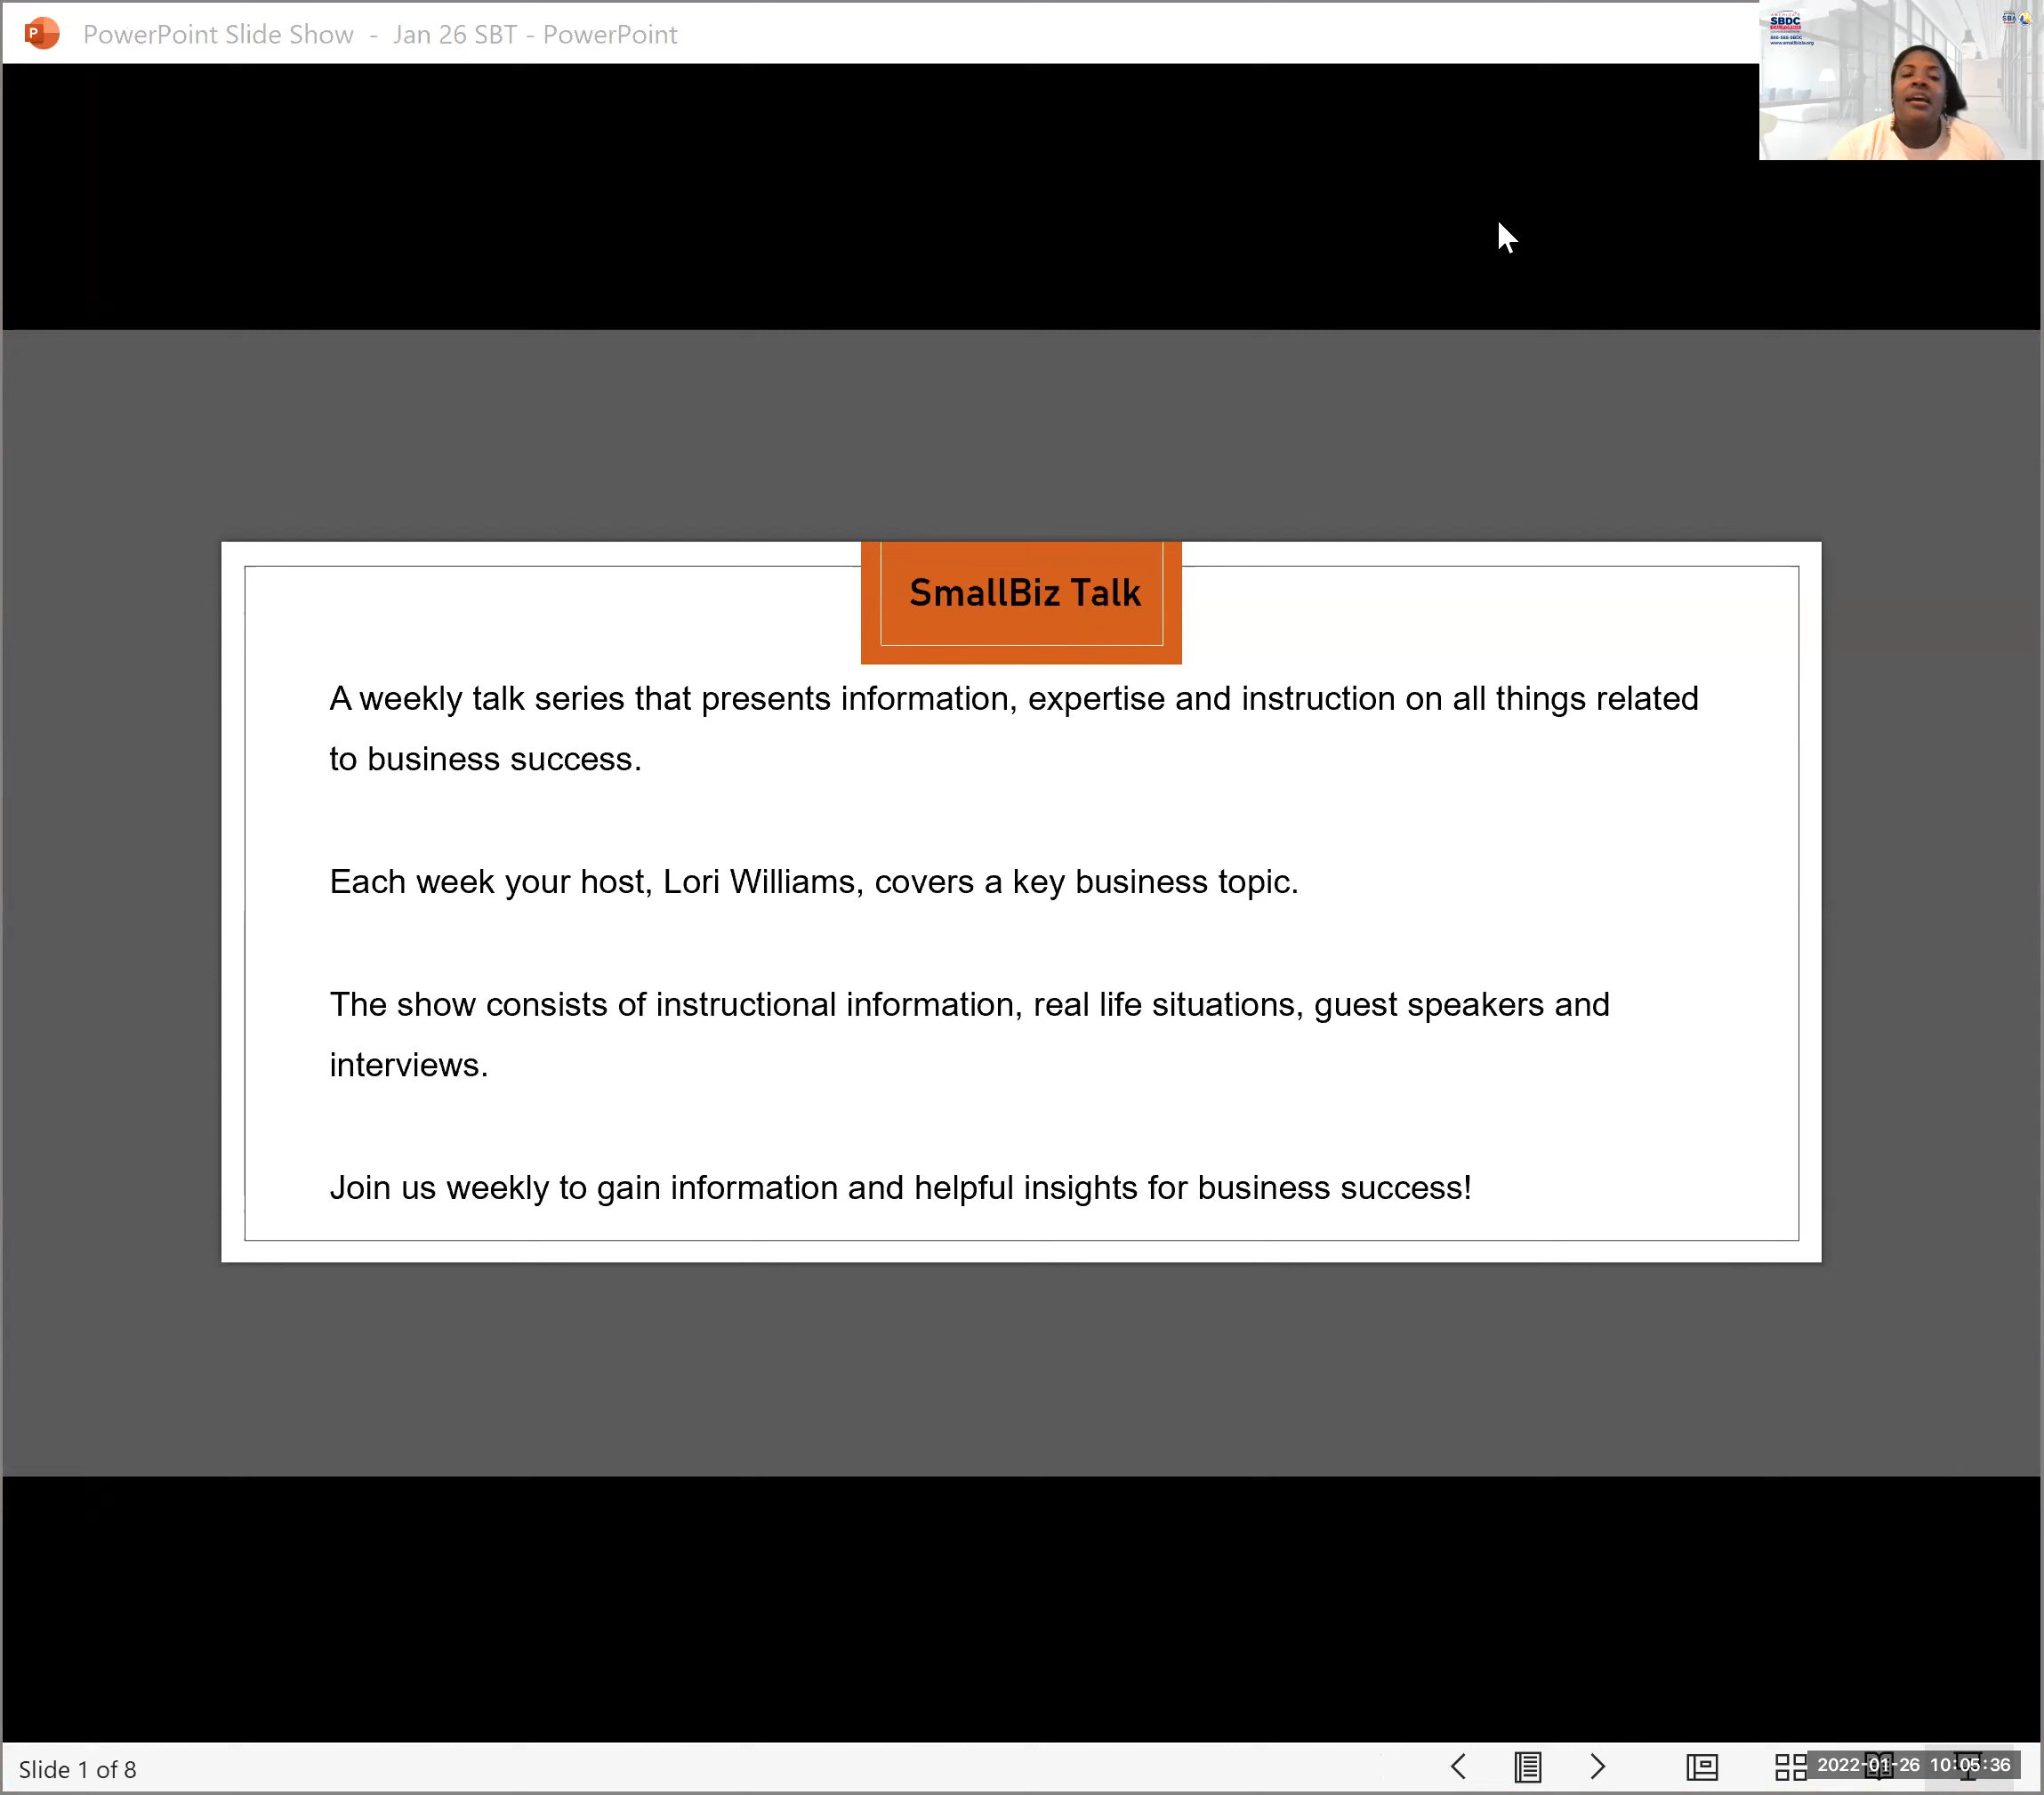 PowerPoint Slide Show - Jan 26 SBT - PowerPoint
SBDC
CALIFORNIA
SBA
SmallBiz Talk
A weekly talk series that presents information, expertise and instruction on all things related
to business success.
Each week your host, Lori Williams, covers a key business topic.
The show consists of instructional information, real life situations, guest speakers and
interviews.
Join us weekly to gain information and helpful insights for business success!
Slide 1 of 8
2022-01-26 10:05:36